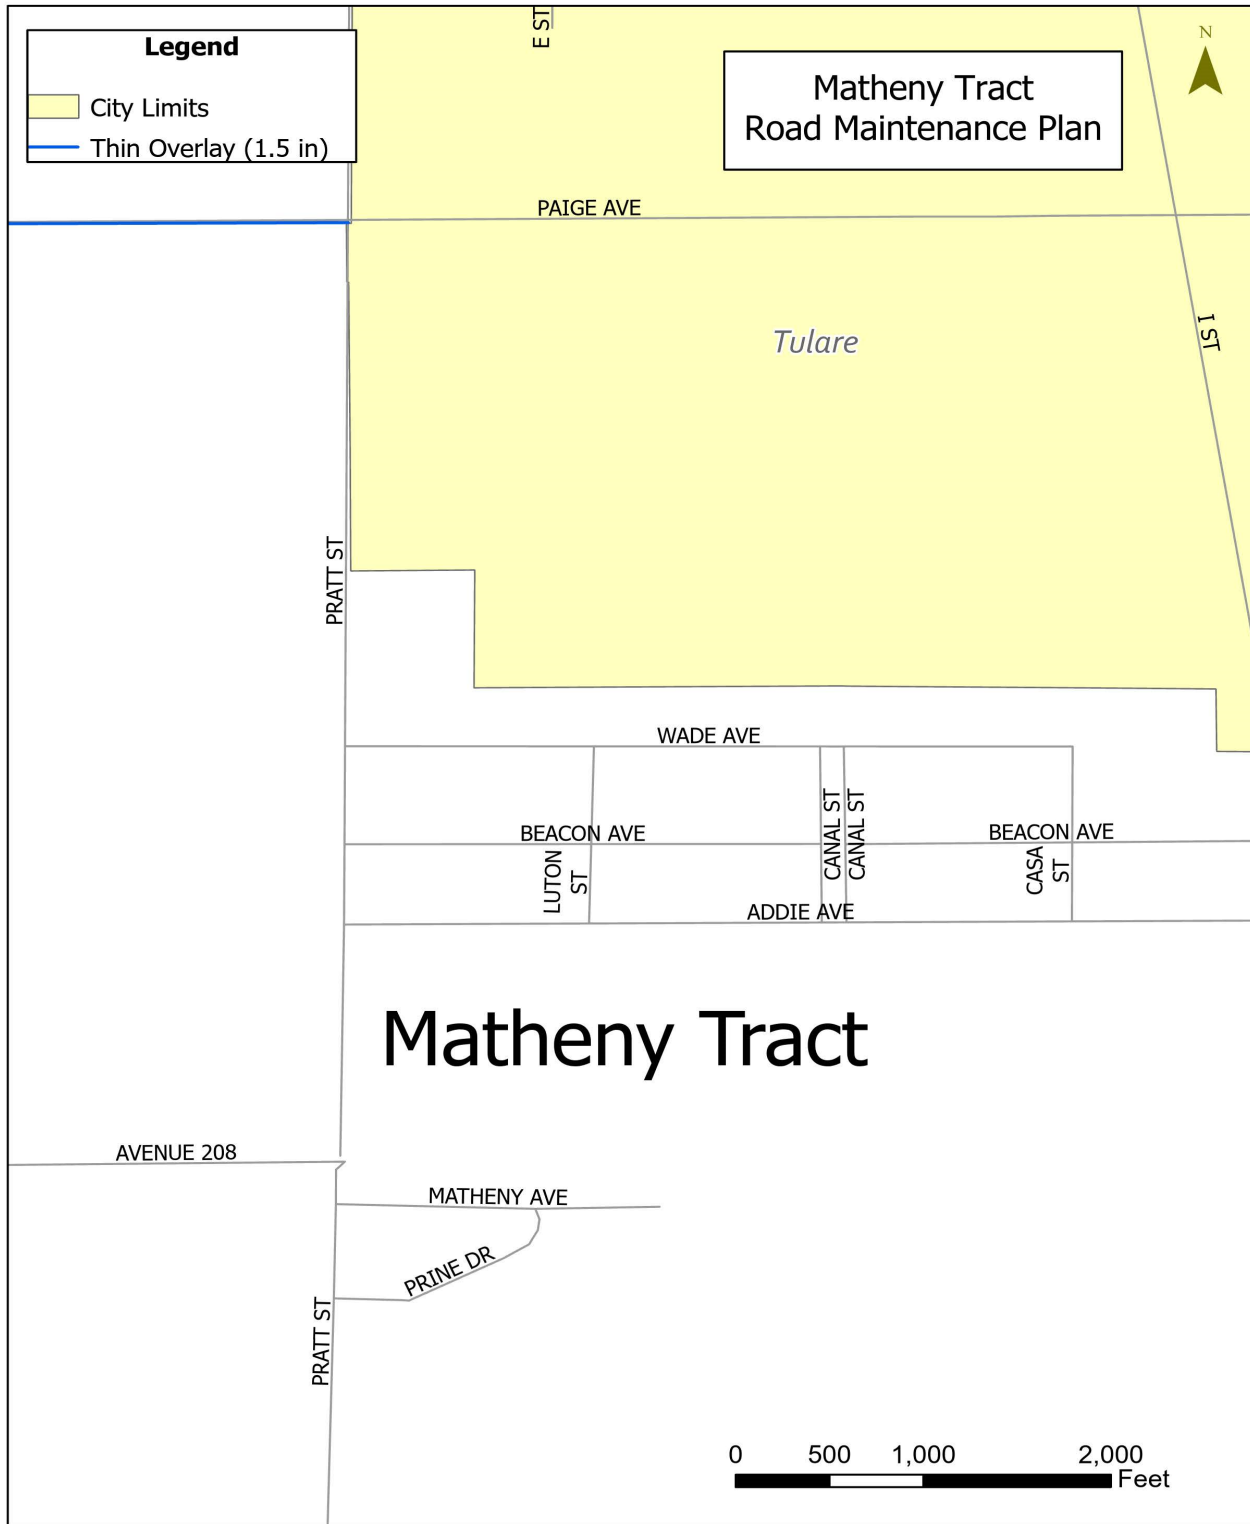 E ST
Legend
City Limits
Thin Overlay (1.5 in)
Matheny Tract
Road Maintenance Plan
N
PAIGE AVE
I ST
Tulare
PRATT ST
WADE AVE
CANAL ST
CANAL ST
BEACON AVE
BEACON AVE
LUTON
ST
CASA
ST
ADDIE AVE
Matheny Tract
AVENUE 208
MATHENY AVE
PRINE DR
PRATT ST
0 500 1,000 2,000
Feet